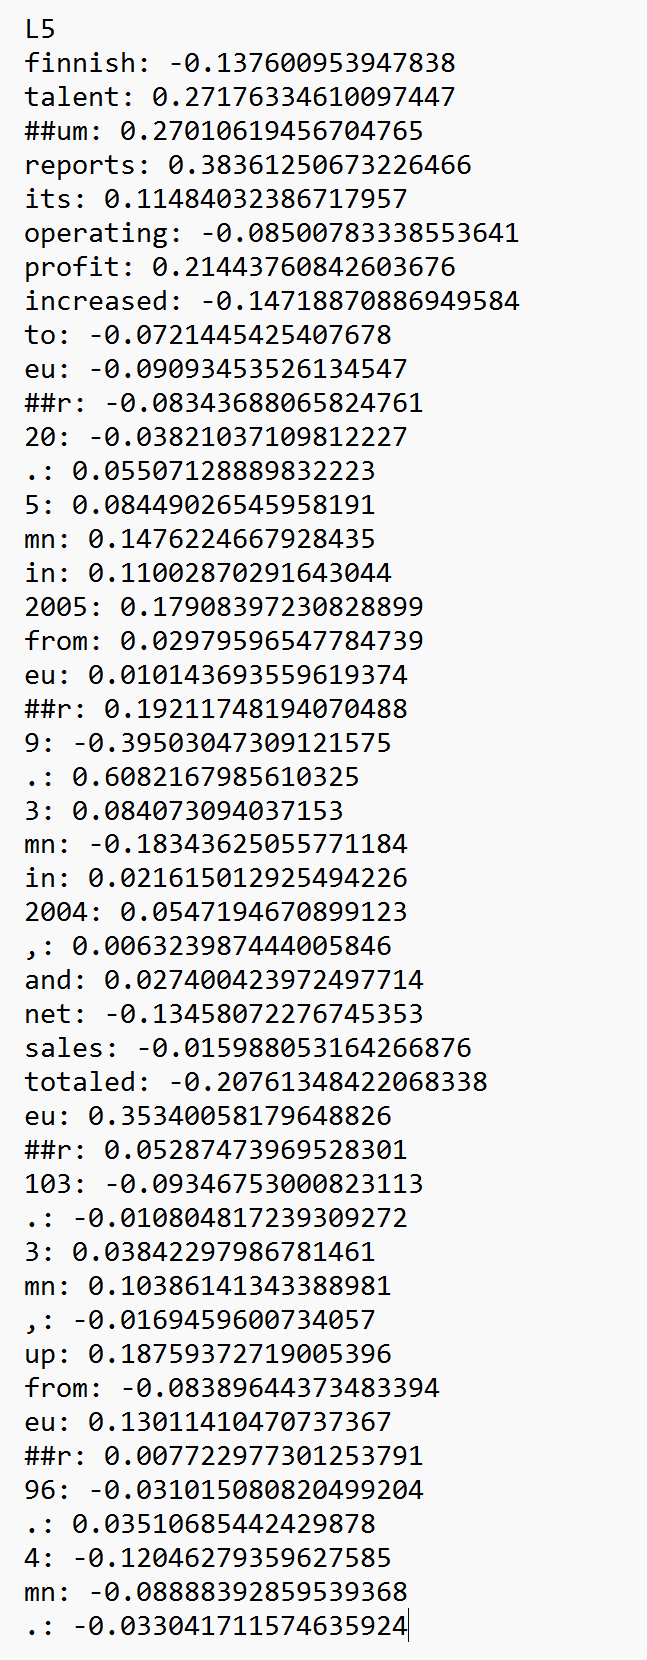 L5
finnish: -0.137600953947838
talent: 0.27176334610097447
##um: 0.27010619456704765
reports: 0.38361250673226466
its: 0.11484032386717957
operating: -0.08500783338553641
profit: 0.21443760842603676
increased: -0.14718870886949584
to: -0.0721445425407678
eu: -0.09093453526134547
##r: -0.08343688065824761
20: -0.03821037109812227
.: 0.05507128889832223
5: 0.08449026545958191
mn: 0.1476224667928435
in: 0.11002870291643044
2005: 0.17908397230828899
from: 0.02979596547784739
eu: 0.010143693559619374
##r: 0.19211748194070488
9: -0.39503047309121575
.: 0.6082167985610325
3: 0.084073094037153
mn: -0.18343625055771184
in: 0.021615012925494226
2004: 0.0547194670899123
,: 0.006323987444005846
and: 0.027400423972497714
net: -0.13458072276745353
sales: -0.015988053164266876
totaled: -0.20761348422068338
eu: 0.35340058179648826
##r: 0.05287473969528301
103: -0.09346753000823113
.: -0.010804817239309272
3: 0.03842297986781461
mn: 0.10386141343388981
,: -0.0169459600734057
up: 0.18759372719005396
from: -0.08389644373483394
eu: 0.13011410470737367
##r: 0.007722977301253791
96: -0.031015080820499204
.: 0.03510685442429878
4: -0.12046279359627585
mn: -0.08888392859539368
.: -0.033041711574635924